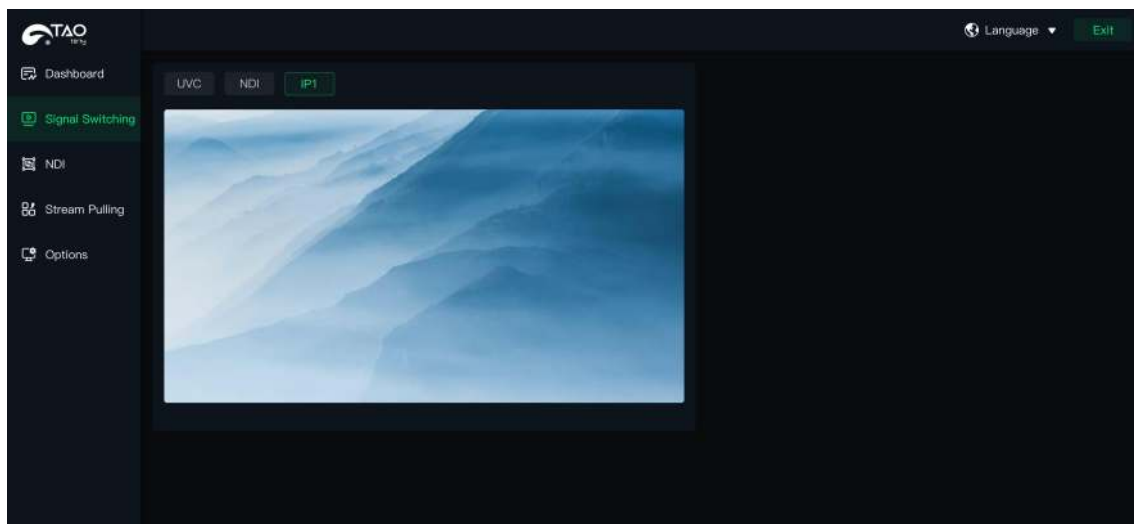 TAO
Language
Exit
Dashboard
UVC
NDI
IP1
Signal Switching
NDI
Stream Pulling
Options